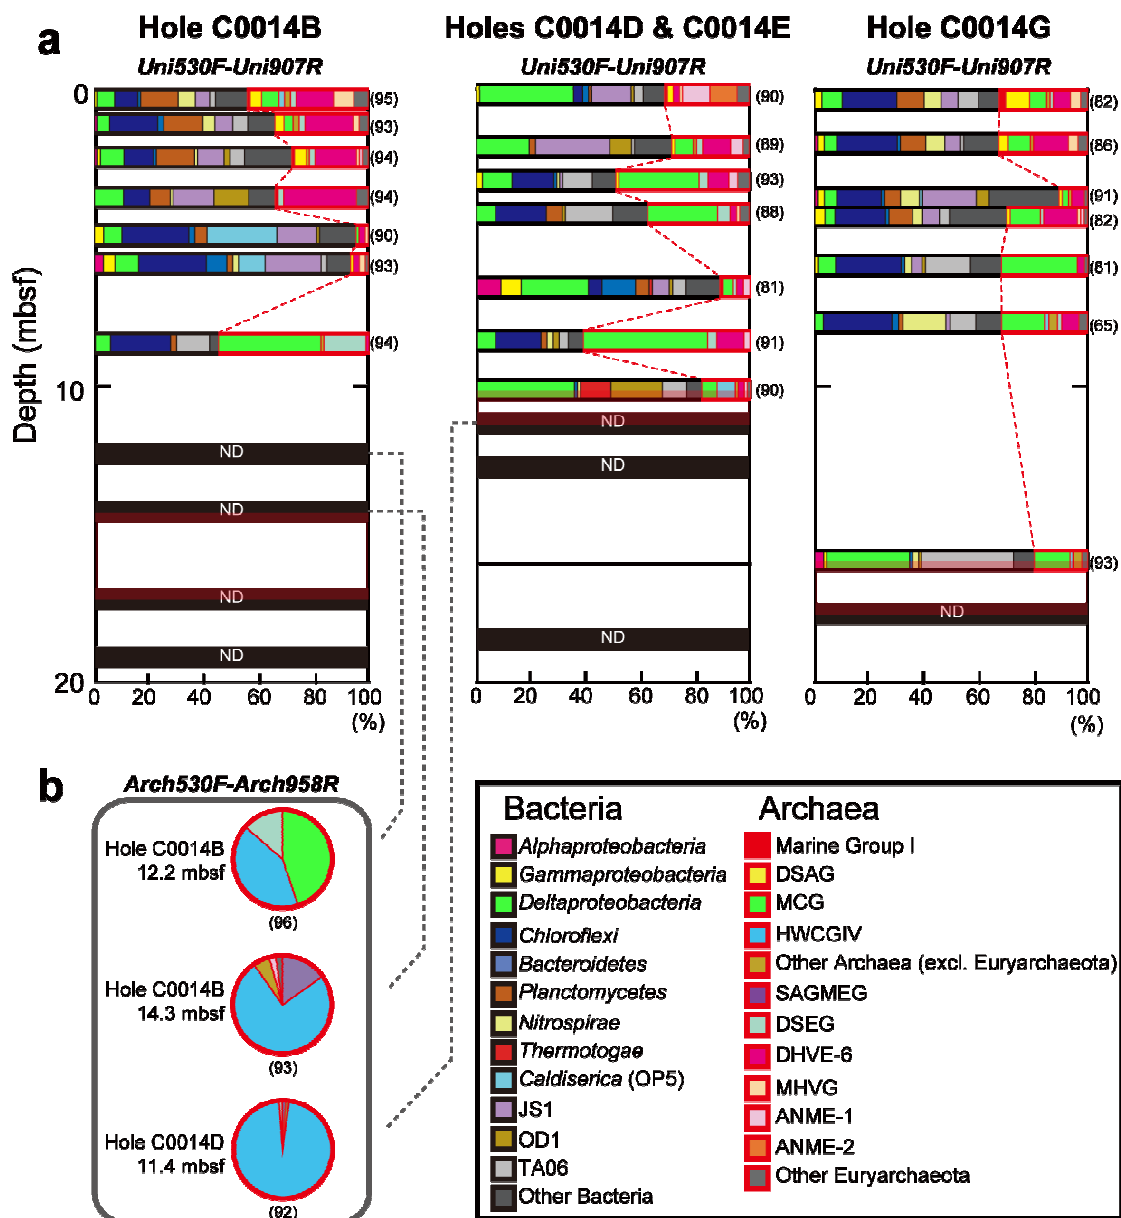 a
Hole C0014B
Holes C0014D & C0014E
Hole C0014G
Uni530F-Uni907R
Uni530F-Uni907R
Uni530F-Uni907R
Depth (mbsf)
0
10
20
(95)
(93)
(94)
(94)
(90)
(93)
(94)
ND
ND
ND
ND
0 20 40 60 80 100
(%)
(90)
(89)
(93)
(88)
(81)
(91)
(90)
ND
ND
ND
0 20 40 60 80 100
(%)
(82)
(86)
(91)
(82)
(81)
(65)
(93)
ND
0 20 40 60 80 100
(%)
b
Arch530F-Arch958R
Hole C0014B
12.2 mbsf
(96)
Hole C0014B
14.3 mbsf
(93)
Hole C0014D
11.4 mbsf
(92)
Bacteria
Alphaproteobacteria
Gammaproteobacteria
Deltaproteobacteria
Chloroflexi
Bacteroidetes
Planctomycetes
Nitrospirae
Thermotogae
Caldiserica (OP5)
JS1
OD1
TA06
Other Bacteria
Archaea
Marine Group I
DSAG
MCG
HWCGIV
Other Archaea (excl. Euryarchaeota)
SAGMEG
DSEG
DHVE-6
MHVG
ANME-1
ANME-2
Other Euryarchaeota